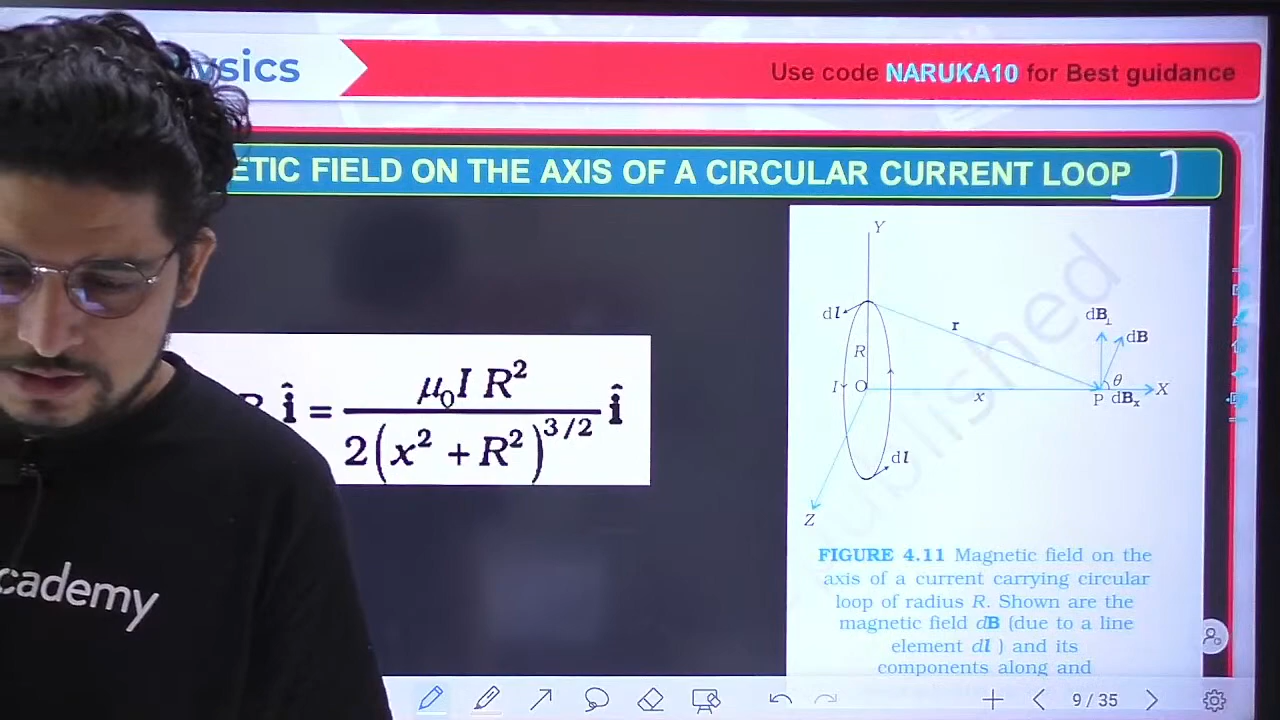 ysics
Use code NARUKA10 for Best guidance
ETIC FIELD ON THE AXIS OF A CIRCULAR CURRENT LOOP
î = μ₀I R² / 2(x² + R²)^3/2 î
Y
dl
r
R
dB⊥
dB
θ
I
O
x
P
dBₓ
X
dl
Z
ublished
FIGURE 4.11 Magnetic field on the
axis of a current carrying circular
loop of radius R. Shown are the
magnetic field dB (due to a line
element dl ) and its
components along and
cademy
9 / 35